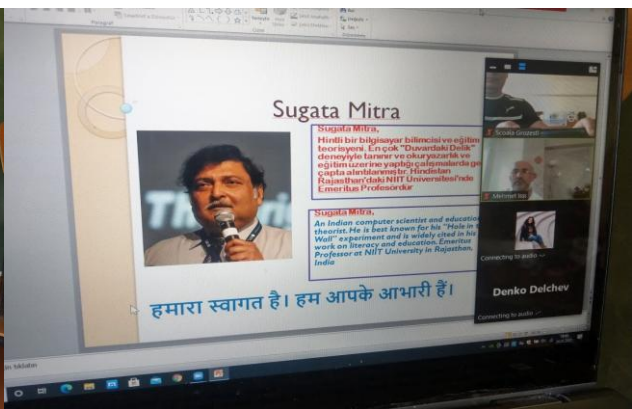 Paragraf
Sugata Mitra
Sugata Mitra,
Hintli bir bilgisayar bilimcisi ve eğitim
teorisyeni. En çok "Duvardaki Delik"
deneyiyle tanınır ve okuryazarlık ve
eğitim üzerine yaptığı çalışmalarda ge
çapta alıntılanmıştır. Hindistan
Rajasthan'daki NIIT Üniversitesi'nde
Emeritus Profesördür
Sugata Mitra,
An Indian computer scientist and education
theorist. He is best known for his "Hole in
Wall" experiment and is widely cited in his
work on literacy and education. Emeritus
Professor at NIIT University in Rajasthan,
India
हमारा स्वागत है। हम आपके आभारी हैं।
Connecting to audio
Denko Delchev
Connecting to audio